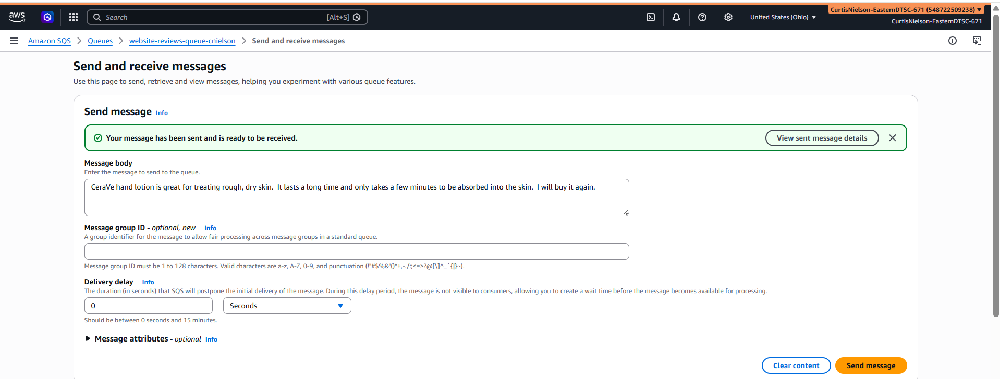 aws
Search
[Alt+S]
United States (Ohio)
CurtisNielson-EasternDTSC-671 (548722509238)
CurtisNielson-EasternDTSC-671
Amazon SQS
Queues
website-reviews-queue-cnielson
Send and receive messages
Send and receive messages
Use this page to send, retrieve and view messages, helping you experiment with various queue features.
Send message Info
Your message has been sent and is ready to be received.
View sent message details
Message body
Enter the message to send to the queue.
CeraVe hand lotion is great for treating rough, dry skin.  It lasts a long time and only takes a few minutes to be absorbed into the skin.  I will buy it again.
Message group ID - optional, new Info
A group identifier for the message to allow fair processing across message groups in a standard queue.
Message group ID must be 1 to 128 characters. Valid characters are a-z, A-Z, 0-9, and punctuation (!"#$%&'()*+,-./:;<=>?@[\]^_`{|}~).
Delivery delay Info
The duration (in seconds) that SQS will postpone the initial delivery of the message. During this delay period, the message is not visible to consumers, allowing you to create a wait time before the message becomes available for processing.
0
Seconds
Should be between 0 seconds and 15 minutes.
Message attributes - optional Info
Clear content
Send message